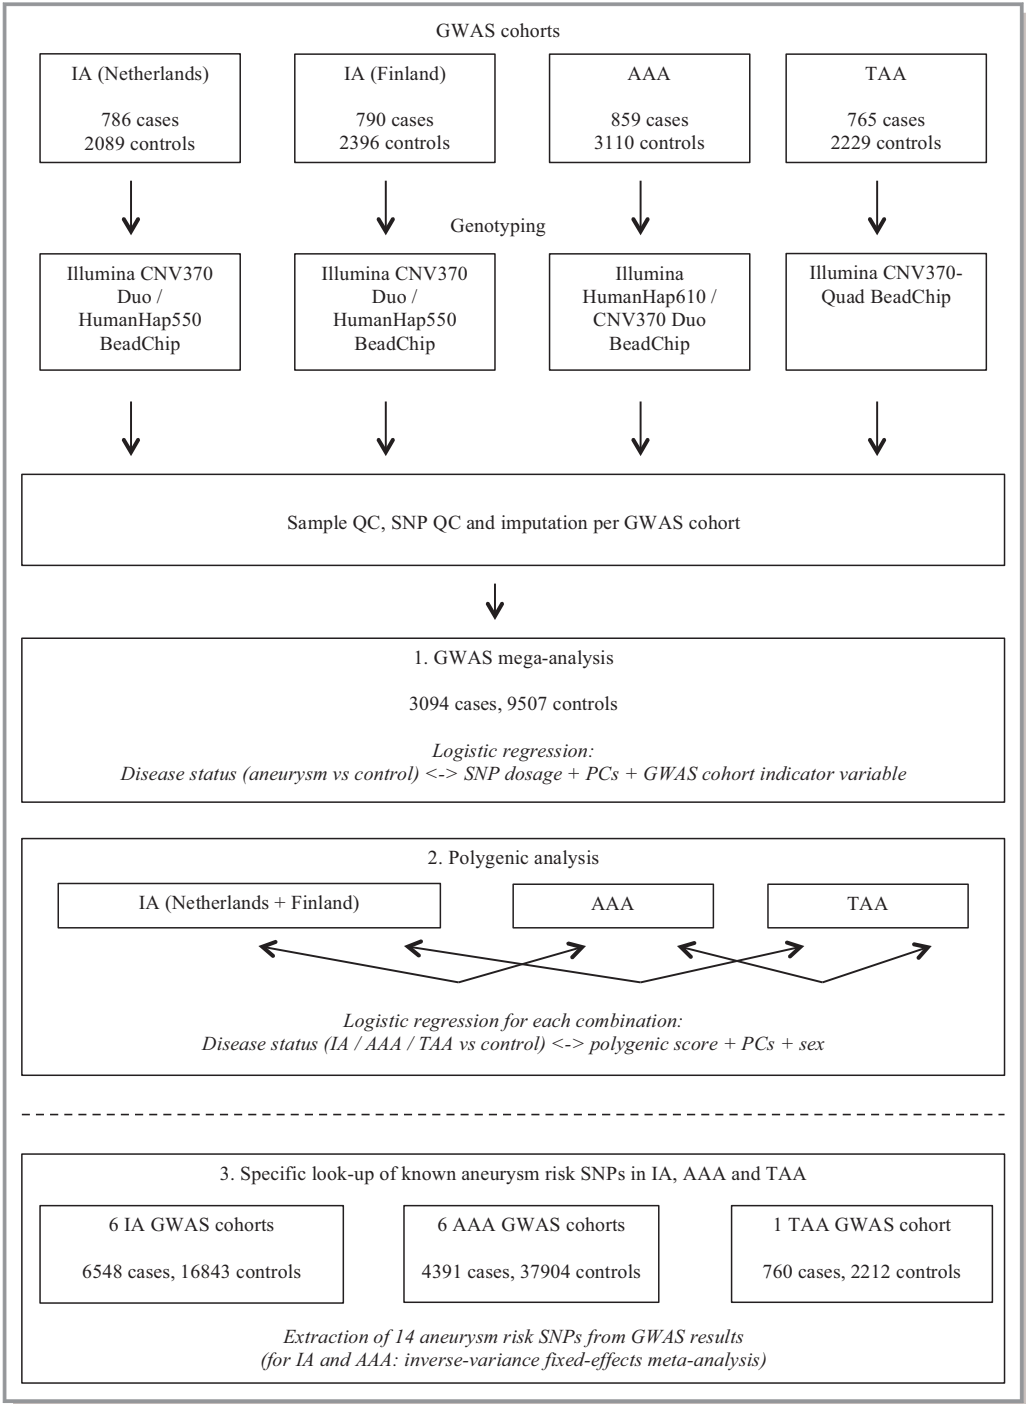 GWAS cohorts
IA (Netherlands)
786 cases
2089 controls
IA (Finland)
790 cases
2396 controls
AAA
859 cases
3110 controls
TAA
765 cases
2229 controls
Genotyping
Illumina CNV370
Duo /
HumanHap550
BeadChip
Illumina CNV370
Duo /
HumanHap550
BeadChip
Illumina
HumanHap610 /
CNV370 Duo
BeadChip
Illumina CNV370-
Quad BeadChip
Sample QC, SNP QC and imputation per GWAS cohort
1. GWAS mega-analysis
3094 cases, 9507 controls
Logistic regression:
Disease status (aneurysm vs control) <-> SNP dosage + PCs + GWAS cohort indicator variable
2. Polygenic analysis
IA (Netherlands + Finland)
AAA
TAA
Logistic regression for each combination:
Disease status (IA / AAA / TAA vs control) <-> polygenic score + PCs + sex
3. Specific look-up of known aneurysm risk SNPs in IA, AAA and TAA
6 IA GWAS cohorts
6548 cases, 16843 controls
6 AAA GWAS cohorts
4391 cases, 37904 controls
1 TAA GWAS cohort
760 cases, 2212 controls
Extraction of 14 aneurysm risk SNPs from GWAS results
(for IA and AAA: inverse-variance fixed-effects meta-analysis)